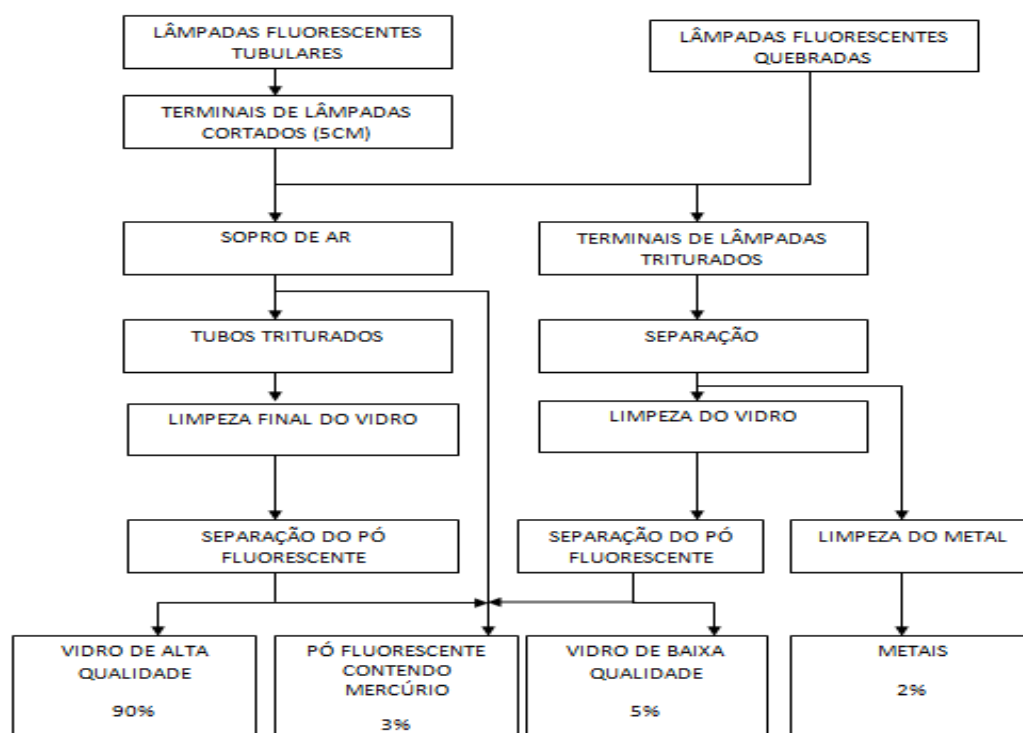 LÂMPADAS FLUORESCENTES
TUBULARES
LÂMPADAS FLUORESCENTES
QUEBRADAS
TERMINAIS DE LÂMPADAS
CORTADOS (5CM)
SOPRO DE AR
TERMINAIS DE LÂMPADAS
TRITURADOS
TUBOS TRITURADOS
SEPARAÇÃO
LIMPEZA FINAL DO VIDRO
LIMPEZA DO VIDRO
SEPARAÇÃO DO PÓ
FLUORESCENTE
SEPARAÇÃO DO PÓ
FLUORESCENTE
LIMPEZA DO METAL
VIDRO DE ALTA
QUALIDADE
90%
PÓ FLUORESCENTE
CONTENDO
MERCÚRIO
3%
VIDRO DE BAIXA
QUALIDADE
5%
METAIS
2%